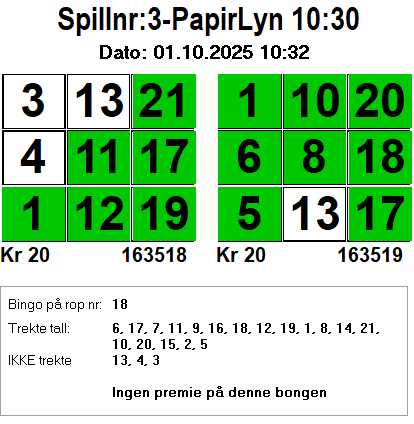 Spillnr:3-PapirLyn 10:30
Dato: 01.10.2025 10:32
3 13 21 1 10 20
4 11 17 6 8 18
1 12 19 5 13 17
Kr 20 163518 Kr 20 163519
Bingo på rop nr: 18
Trekte tall: 6, 17, 7, 11, 9, 16, 18, 12, 19, 1, 8, 14, 21,
10, 20, 15, 2, 5
IKKE trekte 13, 4, 3
Ingen premie på denne bongen